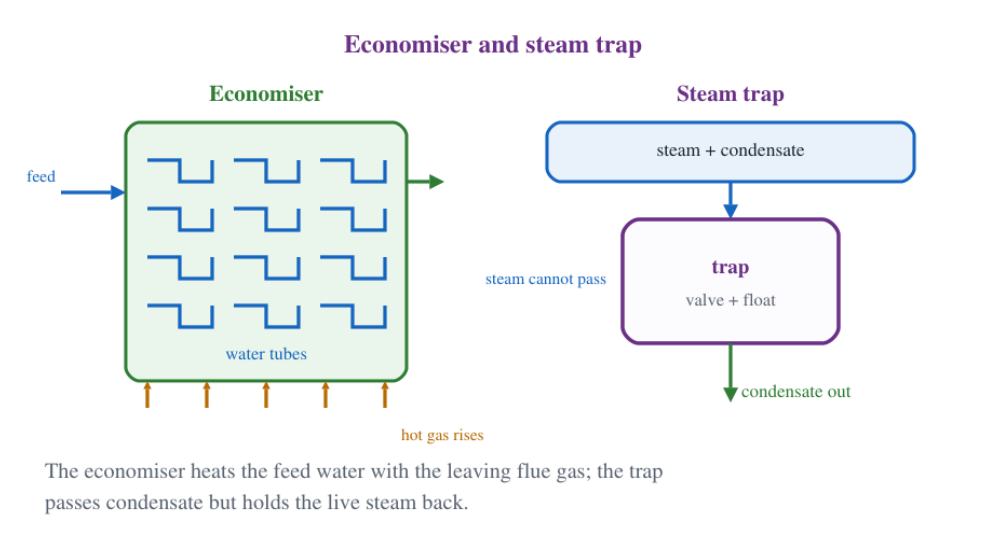 Economiser and steam trap
Economiser
Steam trap
feed
steam + condensate
trap
valve + float
steam cannot pass
water tubes
condensate out
hot gas rises
The economiser heats the feed water with the leaving flue gas; the trap
passes condensate but holds the live steam back.